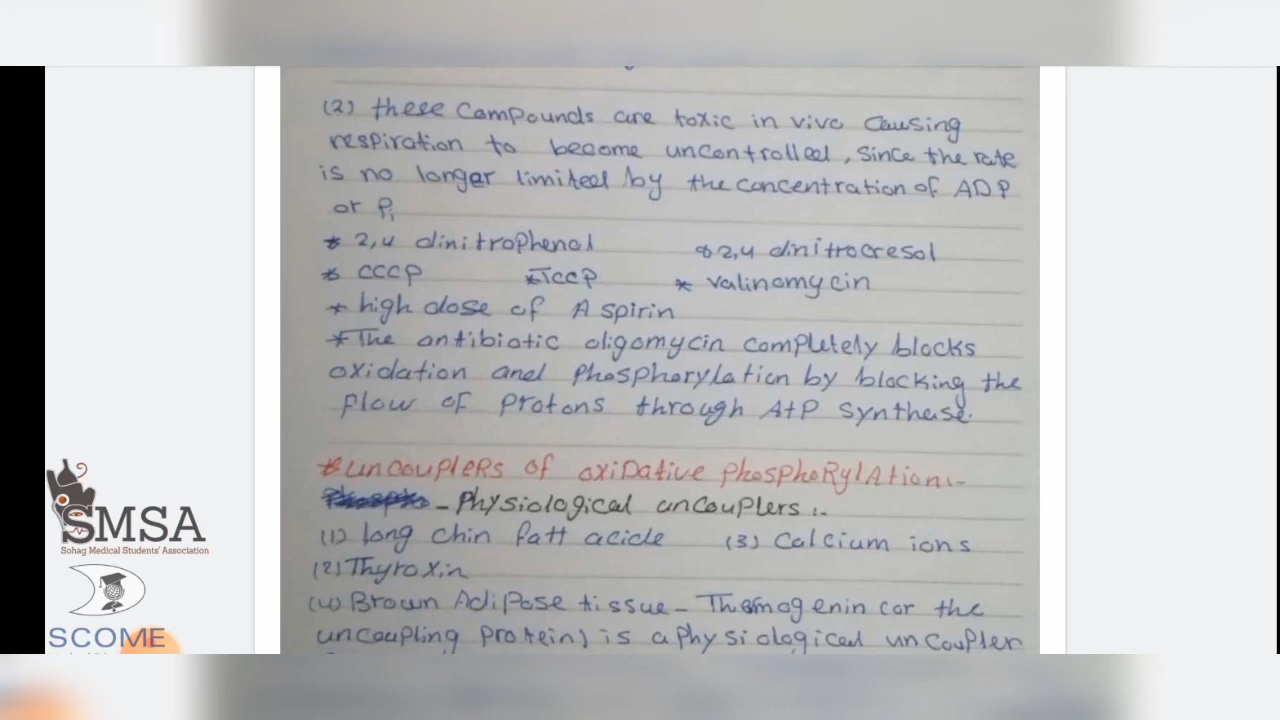 (2) these compounds are toxic in vivo causing
respiration to become uncontrolled, since the rate
is no longer limited by the concentration of ADP
or Pi
* 2,4 dinitrophenol * 2,4 dinitrocresol
* CCCP * TCCP * valinomycin
* high dose of Aspirin
* The antibiotic oligomycin completely blocks
oxidation and phosphorylation by blocking the
flow of protons through AtP synthase.
* uncouplers of oxidative phosphorylation:-
- Physiological uncouplers :-
(1) long chin fatt acide (3) Calcium ions
(2) Thyroxin
(4) Brown Adipose tissue - Thermogenin (or the
uncoupling protein) is a physiological uncoupler
SMSA
Sohag Medical Students' Association
SCOME